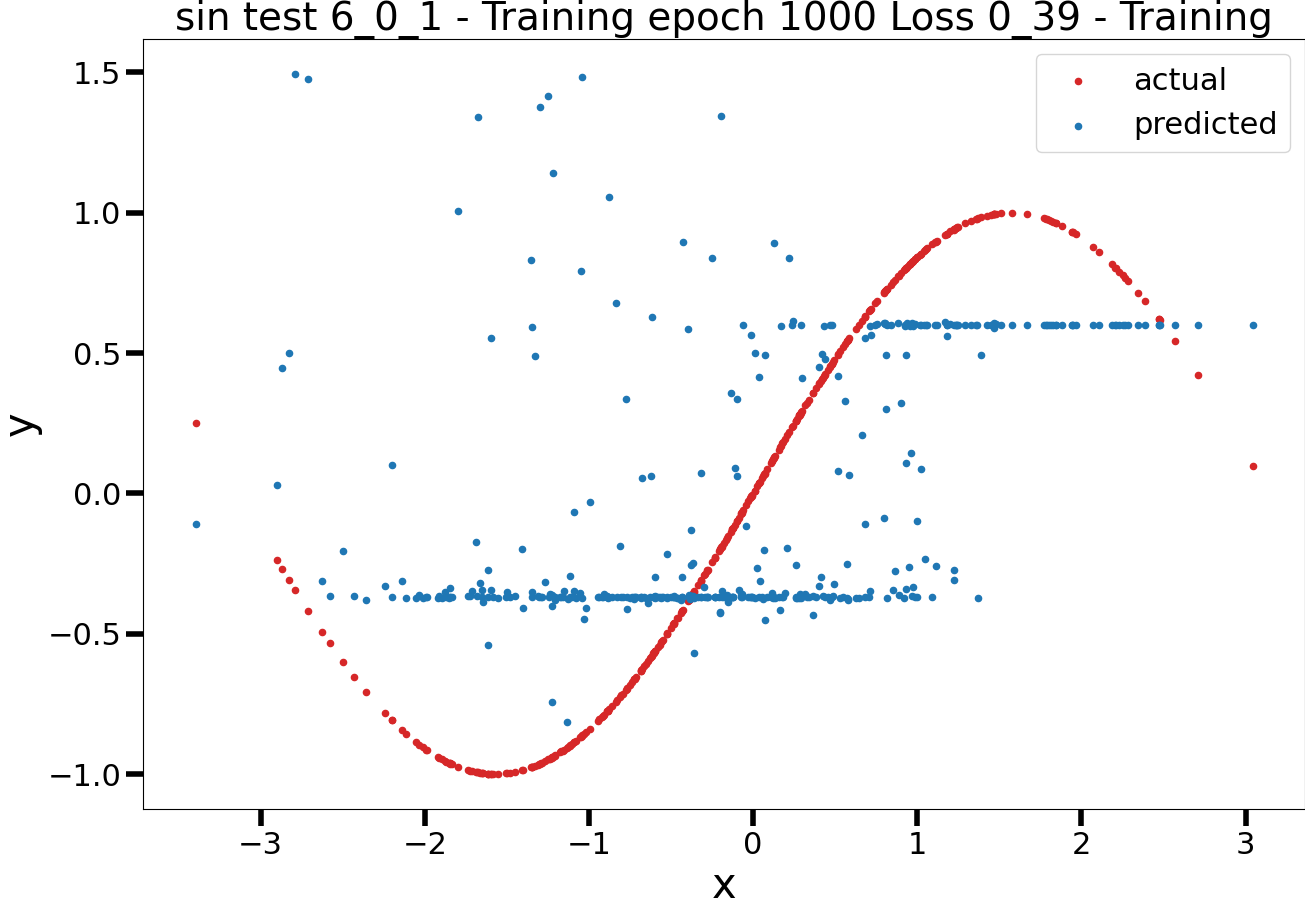 sin test 6_0_1 - Training epoch 1000 Loss 0_39 - Training
actual
predicted
1.5
1.0
0.5
0.0
−0.5
−1.0
y
−3
−2
−1
0
1
2
3
x